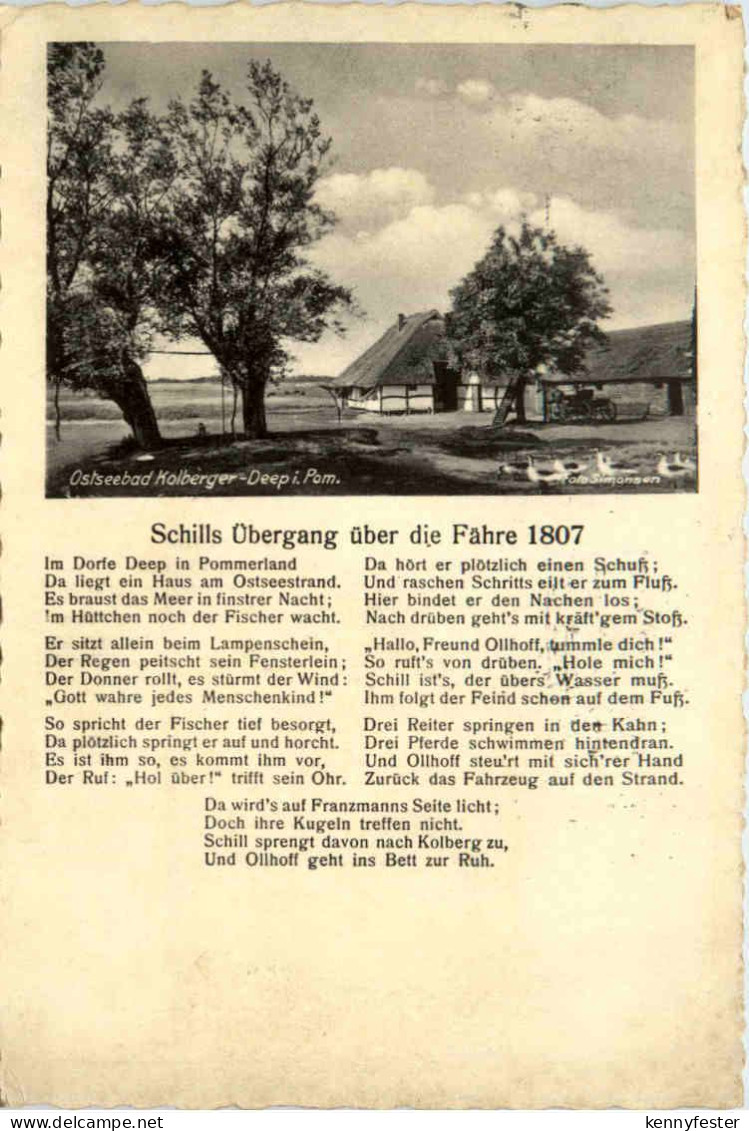 Ostseebad Kolberger-Deep i. Pom.
Foto Simonsen
Schills Übergang über die Fähre 1807
Im Dorfe Deep in Pommerland
Da liegt ein Haus am Ostseestrand.
Es braust das Meer in finstrer Nacht;
Im Hüttchen noch der Fischer wacht.
Er sitzt allein beim Lampenschein,
Der Regen peitscht sein Fensterlein;
Der Donner rollt, es stürmt der Wind:
„Gott wahre jedes Menschenkind!"
So spricht der Fischer tief besorgt,
Da plötzlich springt er auf und horcht.
Es ist ihm so, es kommt ihm vor,
Der Ruf: „Hol über!" trifft sein Ohr.
Da hört er plötzlich einen Schuß;
Und raschen Schritts eilt er zum Fluß.
Hier bindet er den Nachen los;
Nach drüben geht's mit kräft'gem Stoß.
„Hallo, Freund Ollhoff, tummle dich!"
So ruft's von drüben. „Hole mich!"
Schill ist's, der übers Wasser muß.
Ihm folgt der Feind schon auf dem Fuß.
Drei Reiter springen in den Kahn;
Drei Pferde schwimmen hintendran.
Und Ollhoff steu'rt mit sich'rer Hand
Zurück das Fahrzeug auf den Strand.
Da wird's auf Franzmanns Seite licht;
Doch ihre Kugeln treffen nicht.
Schill sprengt davon nach Kolberg zu,
Und Ollhoff geht ins Bett zur Ruh.
delcampe.net
kennyfester